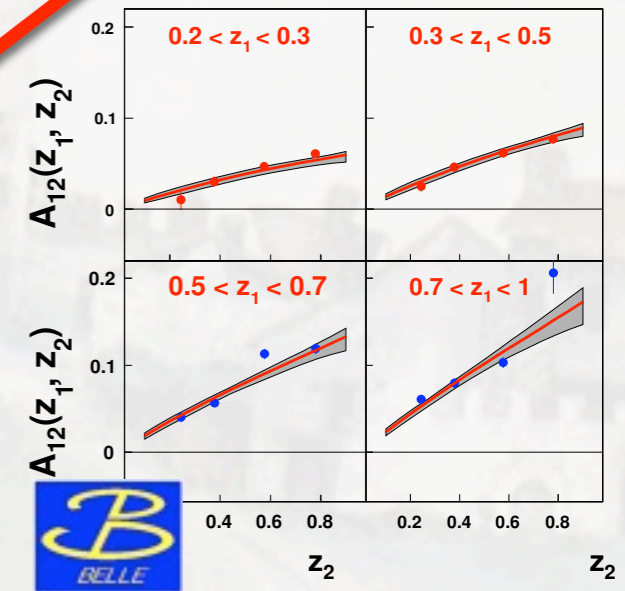 0.2
0.2 < z1 < 0.3
0.3 < z1 < 0.5
0.1
A12(z1, z2)
0
0.2
0.5 < z1 < 0.7
0.7 < z1 < 1
0.1
A12(z1, z2)
0
0.4 0.6 0.8
0.2 0.4 0.6 0.8
z2
z2
B
BELLE